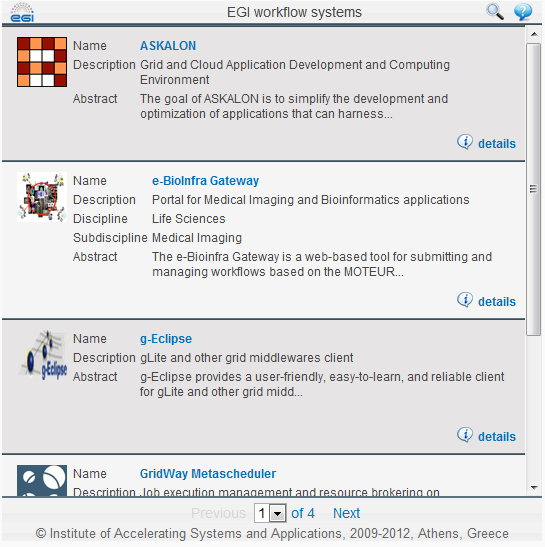 EGI
EGI workflow systems
Name ASKALON
Description Grid and Cloud Application Development and Computing
Environment
Abstract The goal of ASKALON is to simplify the development and
optimization of applications that can harness...
details
Name e-BioInfra Gateway
Description Portal for Medical Imaging and Bioinformatics applications
Discipline Life Sciences
Subdiscipline Medical Imaging
Abstract The e-Bioinfra Gateway is a web-based tool for submitting and
managing workflows based on the MOTEUR...
details
g-Eclipse
Name g-Eclipse
Description gLite and other grid middlewares client
Abstract g-Eclipse provides a user-friendly, easy-to-learn, and reliable client
for gLite and other grid midd...
details
Name GridWay Metascheduler
Description Job execution management and resource brokering on
Previous 1 of 4 Next
© Institute of Accelerating Systems and Applications, 2009-2012, Athens, Greece